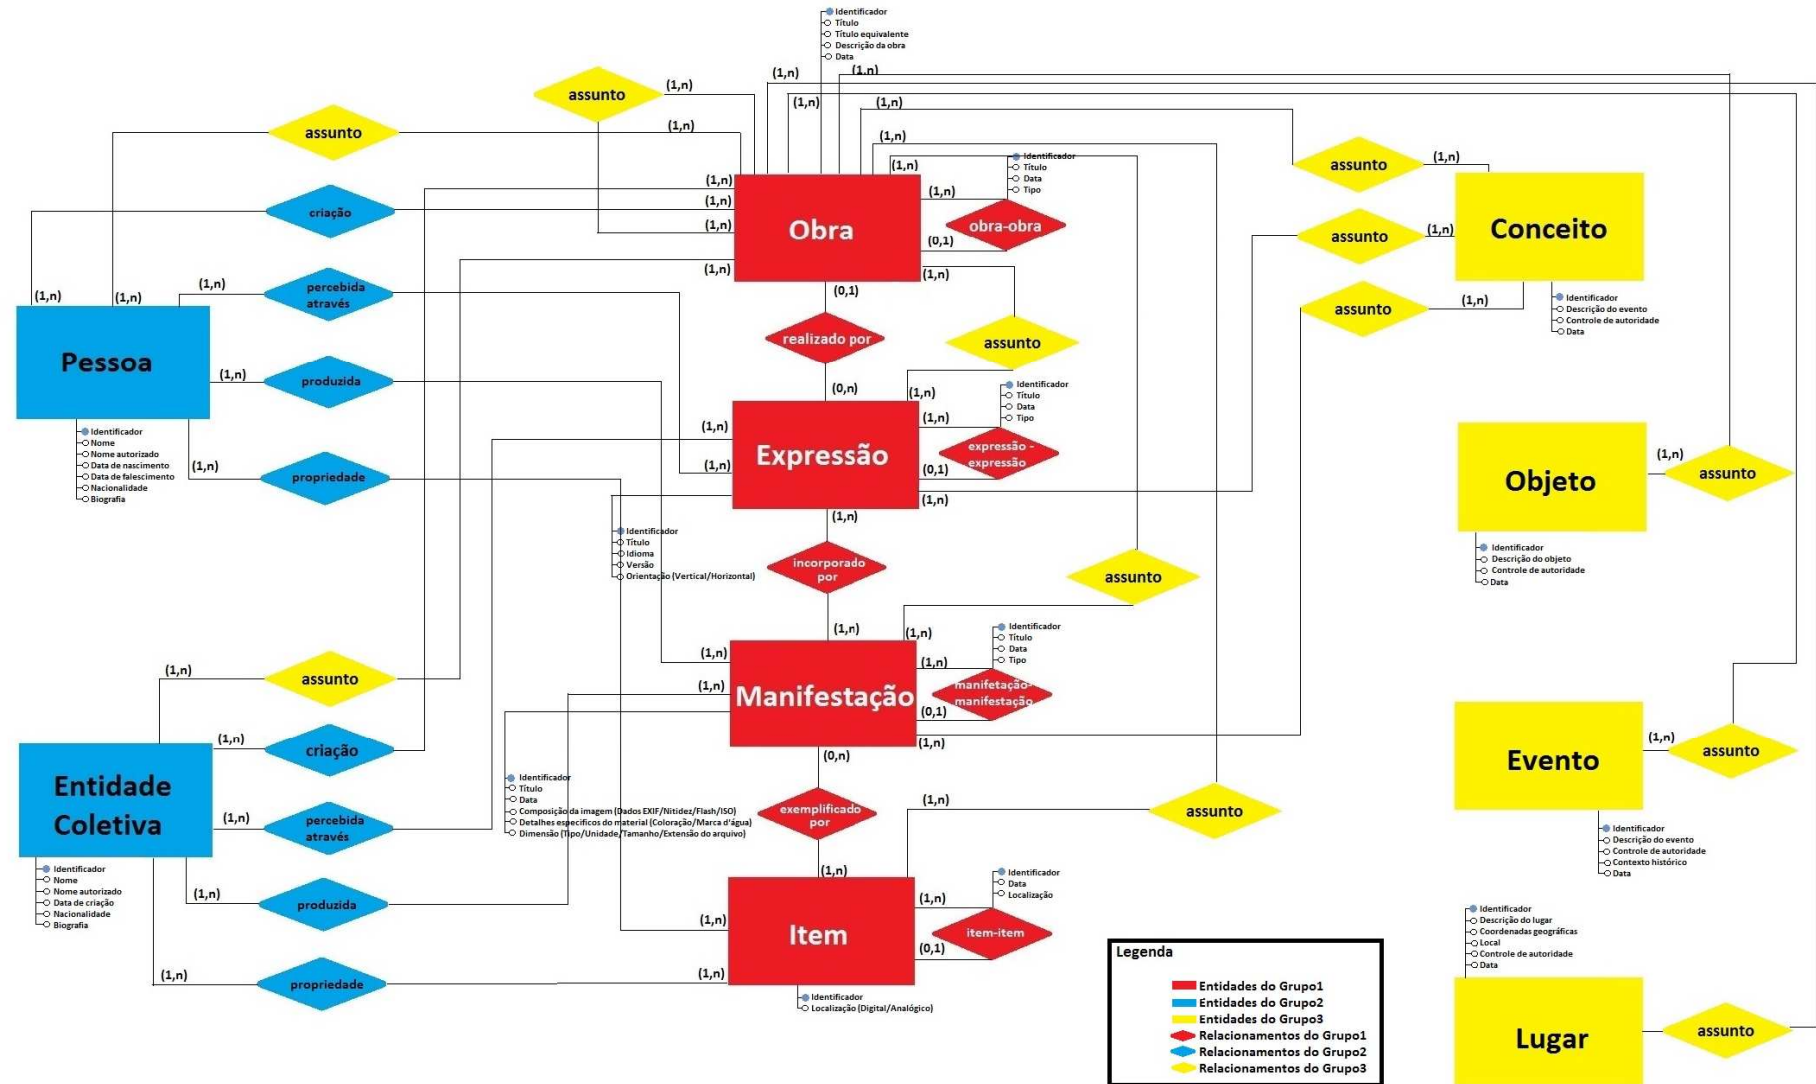 Identificador
Título
Título equivalente
Descrição da obra
Data
(1,n)
(1,n)
(1,n)
assunto
(1,n)
(1,n)
(1,n)
assunto
(1,n)
(1,n)
(1,n)
Identificador
Título
Data
Tipo
(1,n)
assunto
(1,n)
Conceito
(1,n)
(1,n)
(1,n)
criação
(1,n)
Obra
obra-obra
(0,1)
assunto
(1,n)
(1,n)
(1,n)
(1,n)
(1,n)
(1,n)
percebida
através
(0,1)
realizado por
assunto
assunto
(1,n)
Identificador
Descrição do evento
Controle de autoridade
Data
Pessoa
(1,n)
produzida
(0,n)
(1,n)
Identificador
Título
Data
Tipo
(1,n)
(1,n)
Expressão
expressão -
expressão
(0,1)
(1,n)
(1,n)
Identificador
Nome
Nome autorizado
Data de nascimento
Data de falescimento
Nacionalidade
Biografia
(1,n)
propriedade
Objeto
(1,n)
assunto
Identificador
Descrição do objeto
Controle de autoridade
Data
(1,n)
Identificador
Título
Idioma
Versão
Orientação (Vertical/Horizontal)
incorporado
por
assunto
(1,n)
(1,n)
Identificador
Título
Data
Tipo
(1,n)
assunto
(1,n)
(1,n)
(1,n)
Manifestação
manifetação-
manifestação
(0,1)
(1,n)
(1,n)
criação
Entidade
Coletiva
(0,n)
Evento
(1,n)
assunto
Identificador
Título
Data
Composição da imagem (Dados EXIF/Nitidez/Flash/ISO)
Detalhes específicos do material (Coloração/Marca d'água)
Dimensão (Tipo/Unidade/Tamanho/Extensão do arquivo)
exemplificado
por
(1,n)
assunto
(1,n)
percebida
através
Identificador
Descrição do evento
Controle de autoridade
Contexto histórico
Data
Identificador
Nome
Nome autorizado
Data de criação
Nacionalidade
Biografia
(1,n)
produzida
(1,n)
(1,n)
Identificador
Data
Localização
(1,n)
Item
item-item
(0,1)
(1,n)
propriedade
(1,n)
Identificador
Localização (Digital/Analógico)
Identificador
Descrição do lugar
Coordenadas geográficas
Local
Controle de autoridade
Data
Lugar
assunto
Legenda
Entidades do Grupo1
Entidades do Grupo2
Entidades do Grupo3
Relacionamentos do Grupo1
Relacionamentos do Grupo2
Relacionamentos do Grupo3